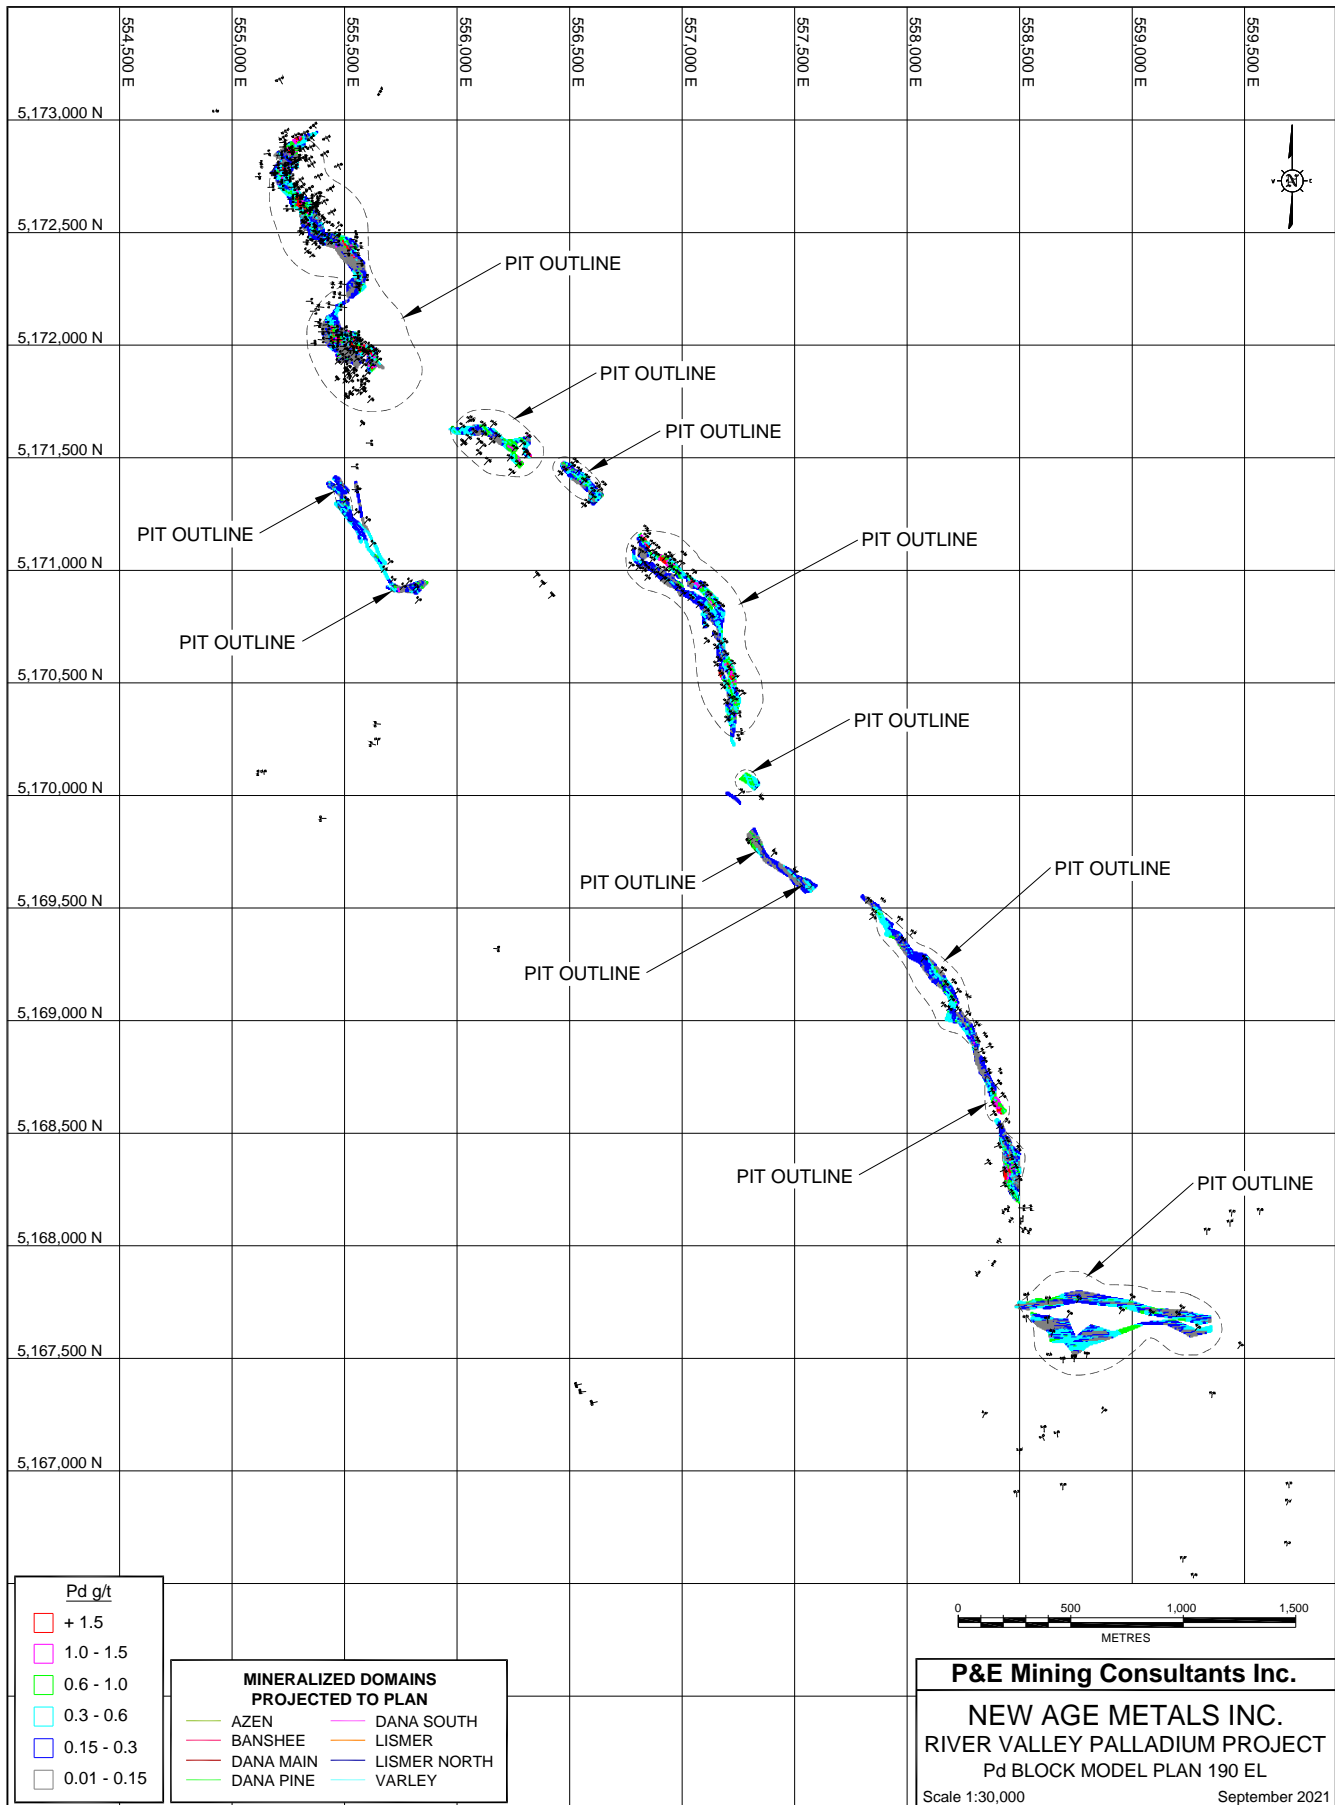 554,500 E
555,000 E
555,500 E
556,000 E
556,500 E
557,000 E
557,500 E
558,000 E
558,500 E
559,000 E
559,500 E
5,173,000 N
N
5,172,500 N
PIT OUTLINE
5,172,000 N
PIT OUTLINE
PIT OUTLINE
5,171,500 N
PIT OUTLINE
PIT OUTLINE
5,171,000 N
PIT OUTLINE
5,170,500 N
PIT OUTLINE
5,170,000 N
PIT OUTLINE
PIT OUTLINE
5,169,500 N
PIT OUTLINE
5,169,000 N
5,168,500 N
PIT OUTLINE
PIT OUTLINE
5,168,000 N
5,167,500 N
5,167,000 N
Pd g/t
+ 1.5
1.0 - 1.5
0.6 - 1.0
0.3 - 0.6
0.15 - 0.3
0.01 - 0.15
MINERALIZED DOMAINS
PROJECTED TO PLAN
AZEN
BANSHEE
DANA MAIN
DANA PINE
DANA SOUTH
LISMER
LISMER NORTH
VARLEY
0 500 1,000 1,500
METRES
P&E Mining Consultants Inc.
NEW AGE METALS INC.
RIVER VALLEY PALLADIUM PROJECT
Pd BLOCK MODEL PLAN 190 EL
Scale 1:30,000 September 2021